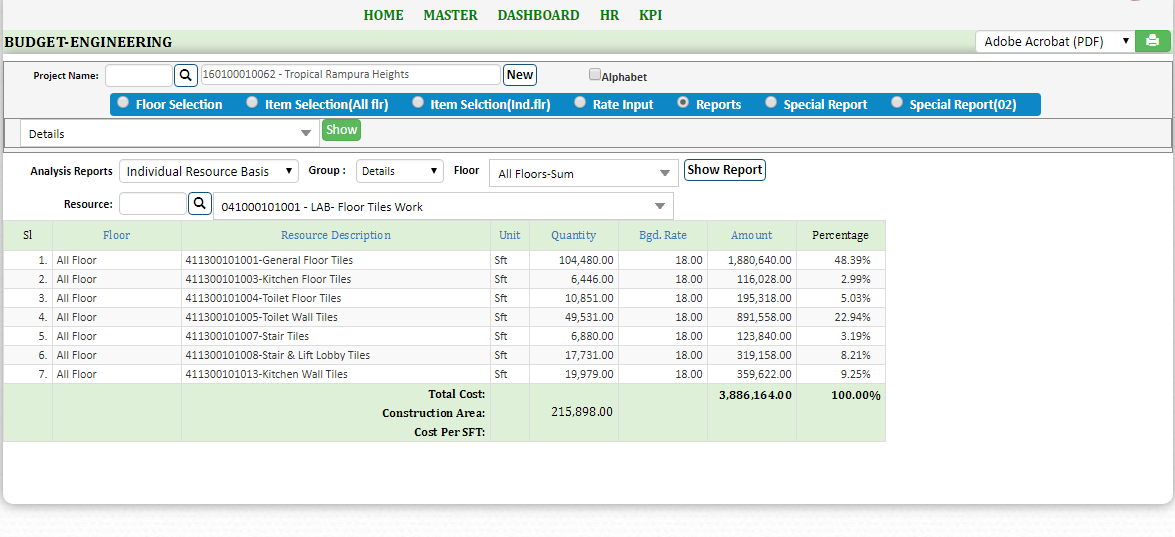 HOME MASTER DASHBOARD HR KPI
BUDGET-ENGINEERING Adobe Acrobat (PDF)
Project Name: 160100010062 - Tropical Rampura Heights New Alphabet
Floor Selection Item Selection(All flr) Item Selction(Ind.flr) Rate Input Reports Special Report Special Report(02)
Details Show
Analysis Reports Individual Resource Basis Group : Details Floor All Floors-Sum Show Report
Resource: 041000101001 - LAB- Floor Tiles Work
Sl Floor Resource Description Unit Quantity Bgd. Rate Amount Percentage
1. All Floor 411300101001-General Floor Tiles Sft 104,480.00 18.00 1,880,640.00 48.39%
2. All Floor 411300101003-Kitchen Floor Tiles Sft 6,446.00 18.00 116,028.00 2.99%
3. All Floor 411300101004-Toilet Floor Tiles Sft 10,851.00 18.00 195,318.00 5.03%
4. All Floor 411300101005-Toilet Wall Tiles Sft 49,531.00 18.00 891,558.00 22.94%
5. All Floor 411300101007-Stair Tiles Sft 6,880.00 18.00 123,840.00 3.19%
6. All Floor 411300101008-Stair & Lift Lobby Tiles Sft 17,731.00 18.00 319,158.00 8.21%
7. All Floor 411300101013-Kitchen Wall Tiles Sft 19,979.00 18.00 359,622.00 9.25%
Total Cost: 3,886,164.00 100.00%
Construction Area: 215,898.00
Cost Per SFT: